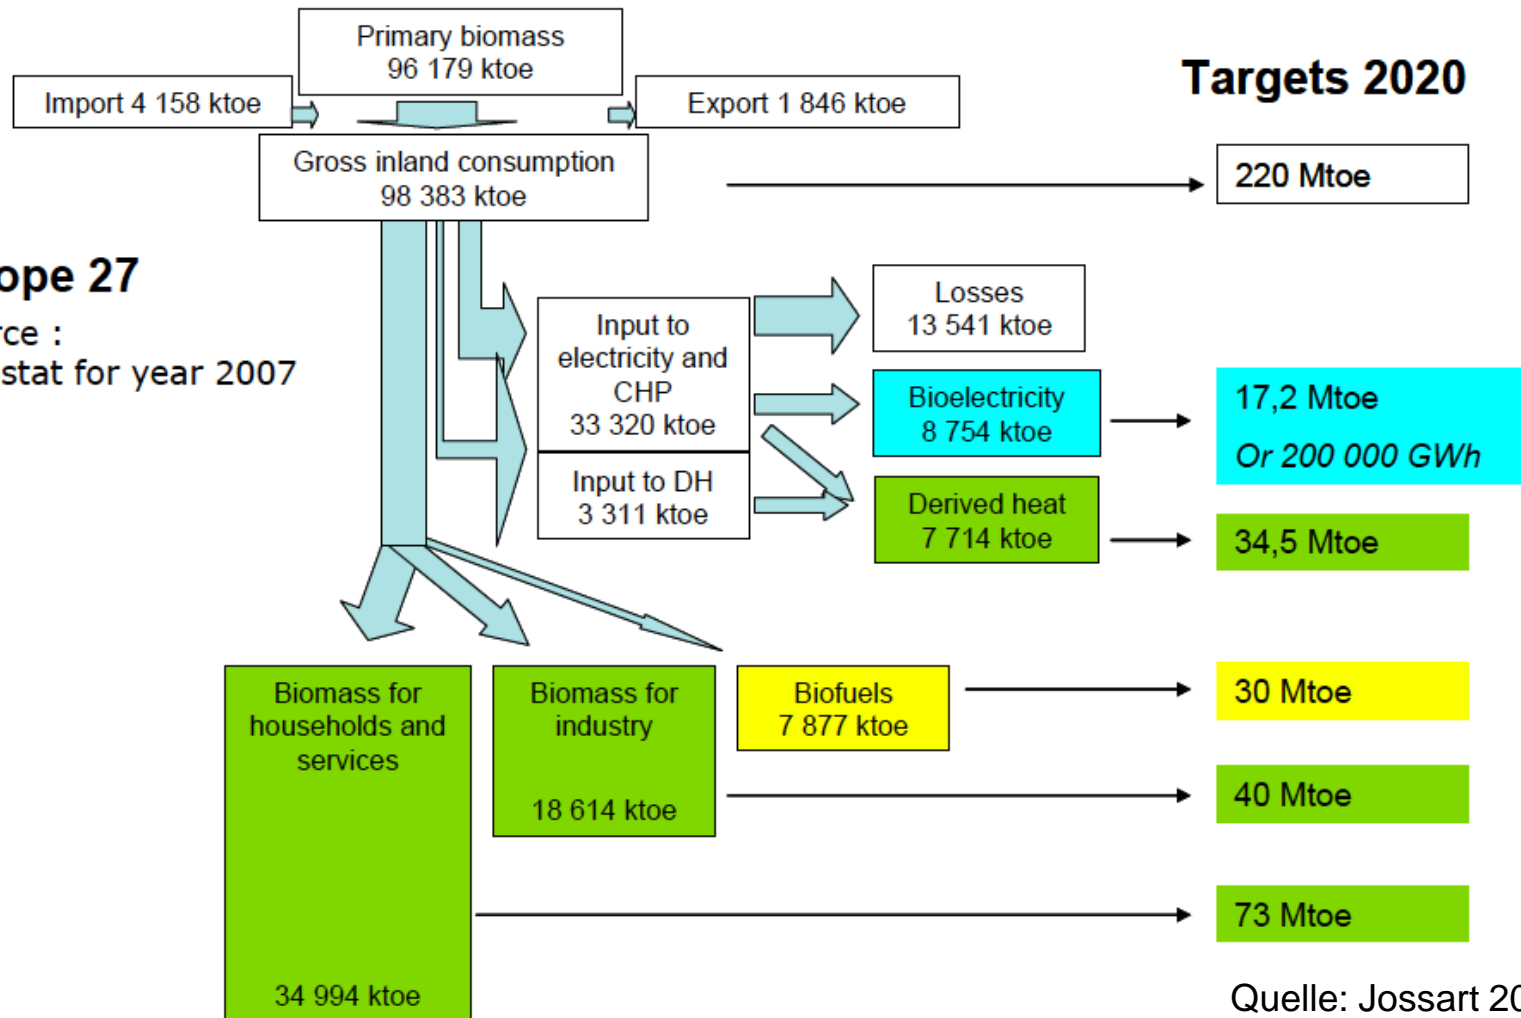 Primary biomass
96 179 ktoe
Targets 2020
Import 4 158 ktoe
Export 1 846 ktoe
Gross inland consumption
98 383 ktoe
220 Mtoe
ope 27
rce :
stat for year 2007
Input to
electricity and
CHP
33 320 ktoe
Input to DH
3 311 ktoe
Losses
13 541 ktoe
Bioelectricity
8 754 ktoe
17,2 Mtoe
Or 200 000 GWh
Derived heat
7 714 ktoe
34,5 Mtoe
Biomass for
households and
services
34 994 ktoe
Biomass for
industry
18 614 ktoe
Biofuels
7 877 ktoe
30 Mtoe
40 Mtoe
73 Mtoe
Quelle: Jossart 20